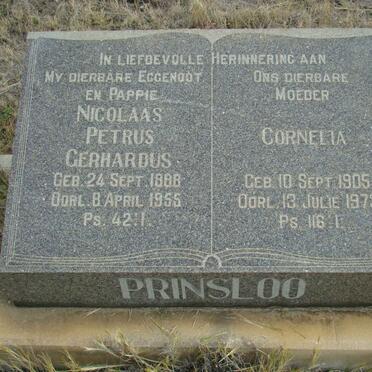 IN LIEFDEVOLLE HERINNERING AAN
MY DIERBARE EGGENOOT
EN PAPPIE
NICOLAAS
PETRUS
GERHARDUS
GEB. 24 SEPT. 1888
OORL. 8 APRIL 1955
PS. 42:1.
ONS DIERBARE
MOEDER
CORNELIA
GEB. 10 SEPT. 1905
OORL. 13 JULIE
PS. 116:1.
PRINSLOO